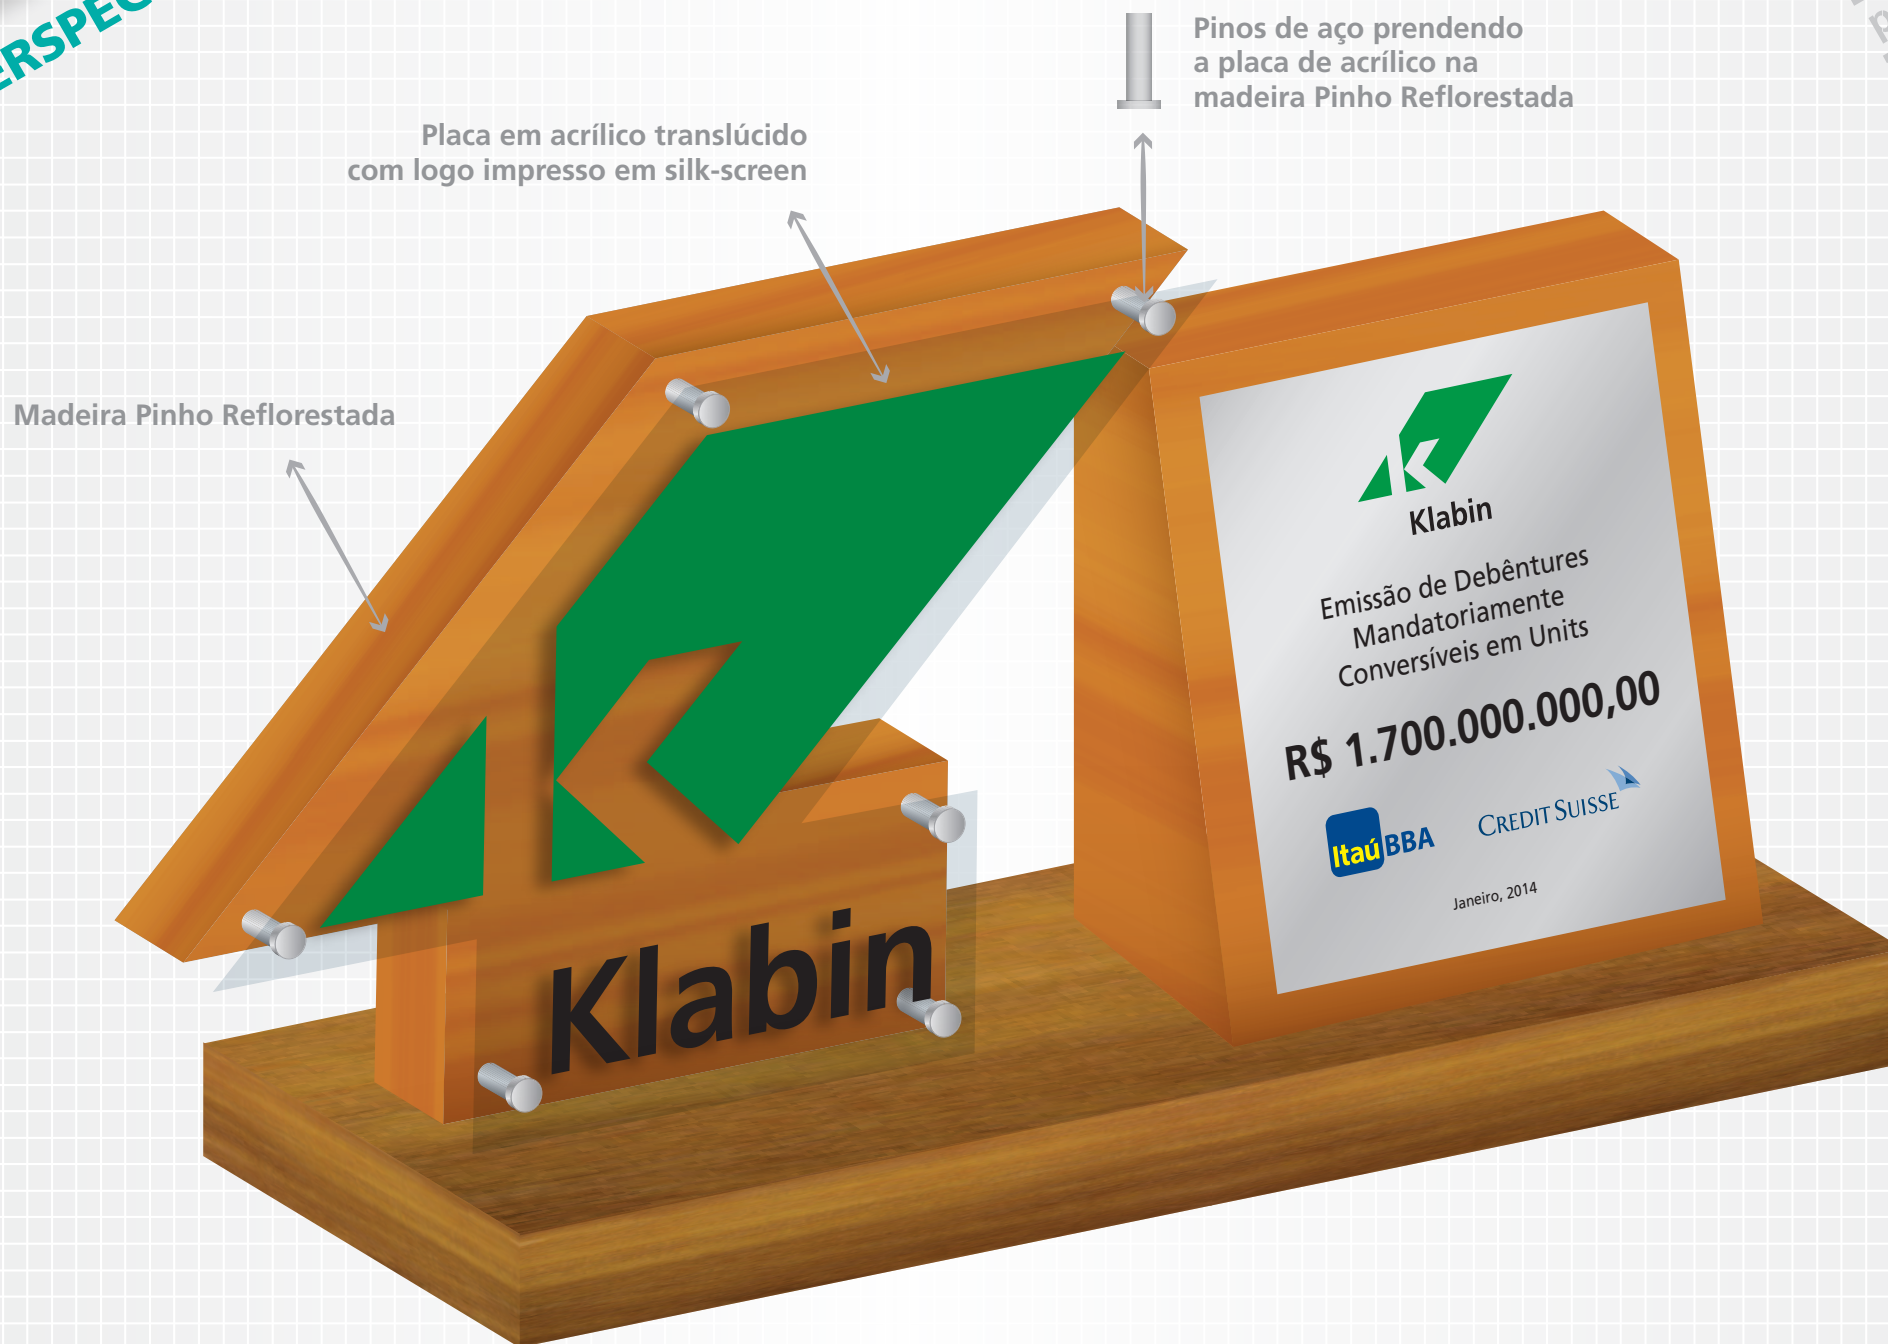 Pinos de aço prendendo
a placa de acrílico na
madeira Pinho Reflorestada
Placa em acrílico translúcido
com logo impresso em silk-screen
Madeira Pinho Reflorestada
Klabin
Klabin
Emissão de Debêntures
Mandatoriamente
Conversíveis em Units
R$ 1.700.000.000,00
Itaú BBA
CREDIT SUISSE
Janeiro, 2014